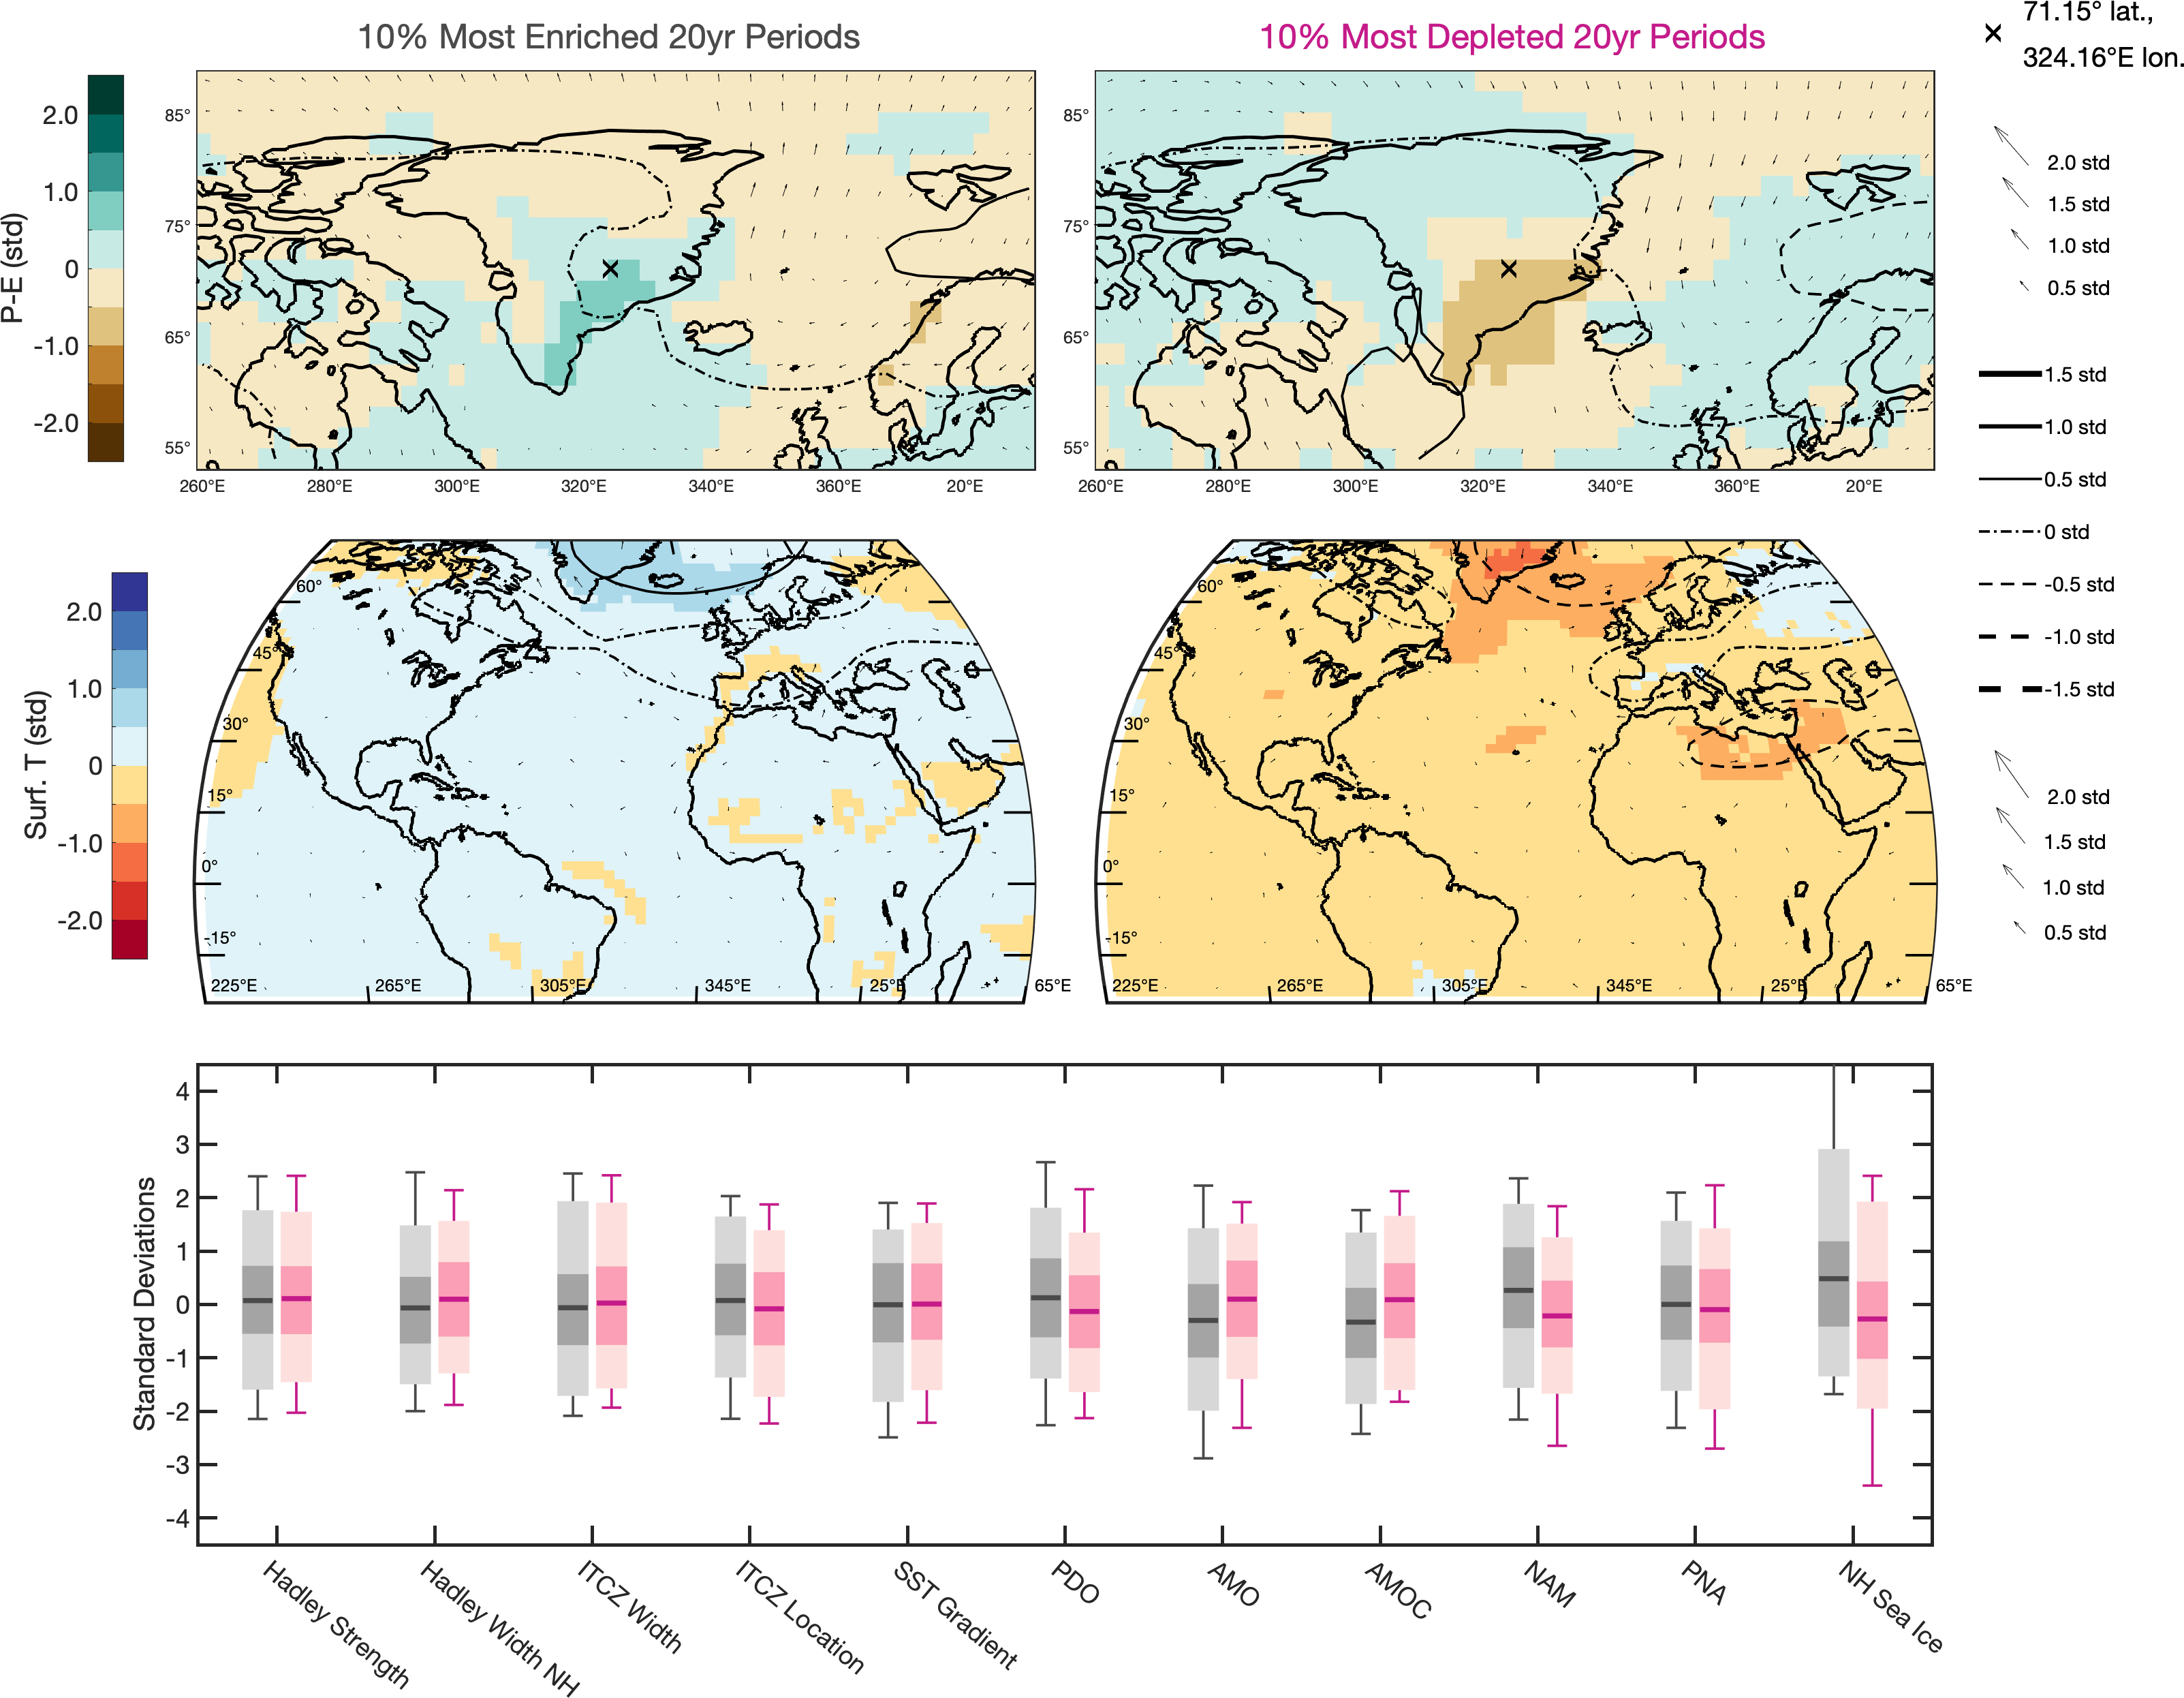 10% Most Enriched 20yr Periods
10% Most Depleted 20yr Periods
71.15° lat.,
324.16°E lon.
P-E (std)
2.0
1.0
0
-1.0
-2.0
85°
75°
65°
55°
260°E 280°E 300°E 320°E 340°E 360°E 20°E
85°
75°
65°
55°
260°E 280°E 300°E 320°E 340°E 360°E 20°E
2.0 std
1.5 std
1.0 std
0.5 std
1.5 std
1.0 std
0.5 std
0 std
-0.5 std
-1.0 std
-1.5 std
Surf. T (std)
2.0
1.0
0
-1.0
-2.0
60°
45°
30°
15°
0°
-15°
225°E 265°E 305°E 345°E 25°E 65°E
60°
45°
30°
15°
0°
-15°
225°E 265°E 305°E 345°E 25°E 65°E
2.0 std
1.5 std
1.0 std
0.5 std
Standard Deviations
4
3
2
1
0
-1
-2
-3
-4
Hadley Strength
Hadley Width NH
ITCZ Width
ITCZ Location
SST Gradient
PDO
AMO
AMOC
NAM
PNA
NH Sea Ice